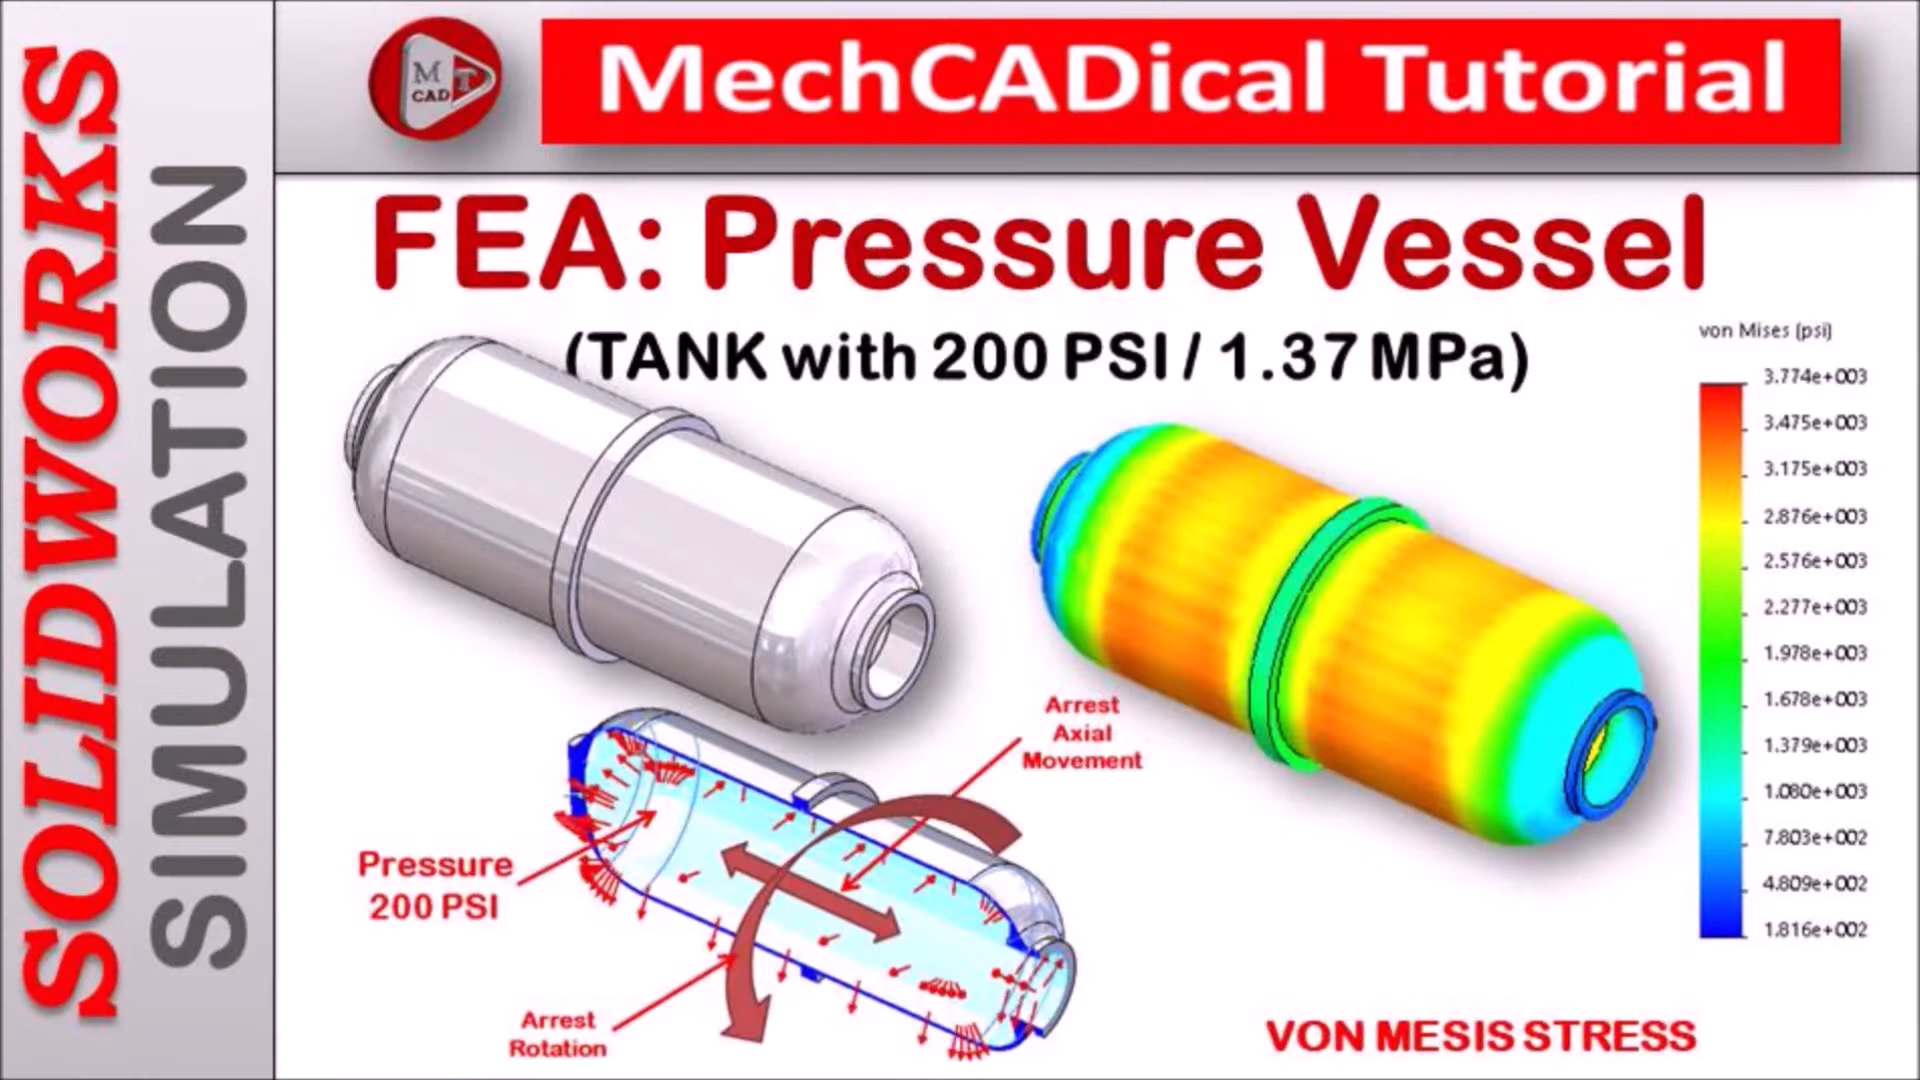 SOLIDWORKS
SIMULATION
M T
CAD
MechCADical Tutorial
FEA: Pressure Vessel
(TANK with 200 PSI / 1.37 MPa)
von Mises (psi)
3.774e+003
3.475e+003
3.175e+003
2.876e+003
2.576e+003
2.277e+003
1.978e+003
1.678e+003
1.379e+003
1.080e+003
7.803e+002
4.809e+002
1.816e+002
Arrest
Axial
Movement
Pressure
200 PSI
Arrest
Rotation
VON MESIS STRESS